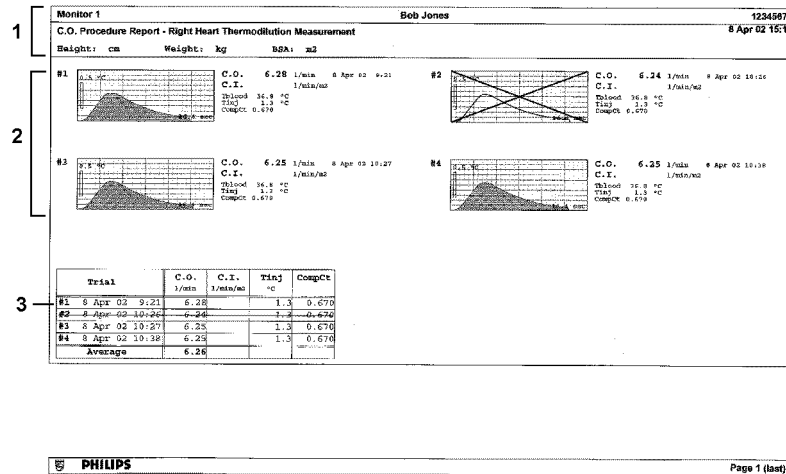 Monitor 1 Bob Jones 1234567
1 C.O. Procedure Report - Right Heart Thermodilution Measurement 8 Apr 02 15:1
Height: cm Weight: kg BSA: m2
#1 0.5 °C C.O. 6.28 l/min 8 Apr 02 9:21
C.I. l/min/m2
Tblood 36.8 °C
Tinj 1.3 °C
CompCt 0.670
#2 C.O. 6.24 l/min 8 Apr 02 10:26
C.I. l/min/m2
Tblood 36.8 °C
Tinj 1.3 °C
CompCt 0.670
2
#3 0.5 °C C.O. 6.25 l/min 8 Apr 02 10:27
C.I. l/min/m2
Tblood 36.8 °C
Tinj 1.3 °C
CompCt 0.670
#4 0.5 °C C.O. 6.25 l/min 8 Apr 02 10:38
C.I. l/min/m2
Tblood 36.8 °C
Tinj 1.3 °C
CompCt 0.670
Trial C.O. C.I. Tinj CompCt
l/min l/min/m2 °C
3 #1 8 Apr 02 9:21 6.28 1.3 0.670
#2 8 Apr 02 10:26 6.24 1.3 0.670
#3 8 Apr 02 10:27 6.25 1.3 0.670
#4 8 Apr 02 10:38 6.25 1.3 0.670
Average 6.26
PHILIPS Page 1 (last)